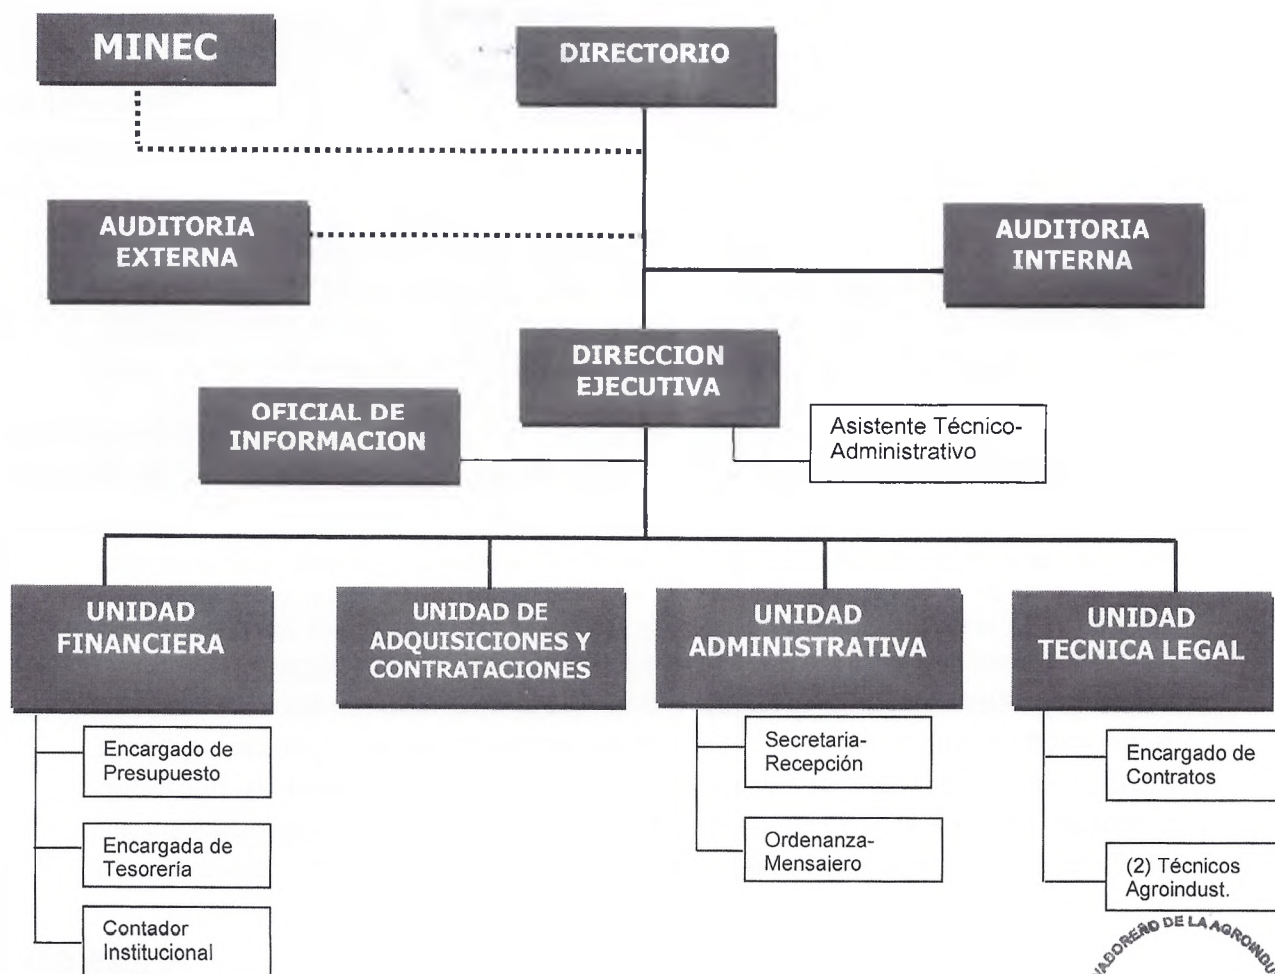 MINEC
DIRECTORIO
AUDITORIA
EXTERNA
AUDITORIA
INTERNA
DIRECCION
EJECUTIVA
OFICIAL DE
INFORMACION
Asistente Técnico-
Administrativo
UNIDAD
FINANCIERA
UNIDAD DE
ADQUISICIONES Y
CONTRATACIONES
UNIDAD
ADMINISTRATIVA
UNIDAD
TECNICA LEGAL
Encargado de
Presupuesto
Encargada de
Tesorería
Contador
Institucional
Secretaria-
Recepción
Ordenanza-
Mensajero
Encargado de
Contratos
(2) Técnicos
Agroindust.
DE LA